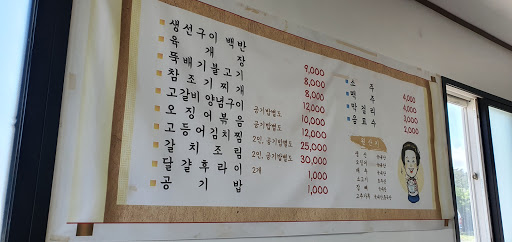 생선구이 백반 9,000
육 개 장 8,000
뚝배기불고기 8,000
참조기찌개 12,000
고갈비양념구이 공기밥별도 10,000
오징어볶음 공기밥별도 12,000
고등어김치찜 2인, 공기밥별도 25,000
갈치조림 2인, 공기밥별도 30,000
달걀후라이 2개 1,000
공 기 밥 1,000
소 주 4,000
맥 주 4,000
막 걸 리 3,000
음 료 수 2,000
원산지